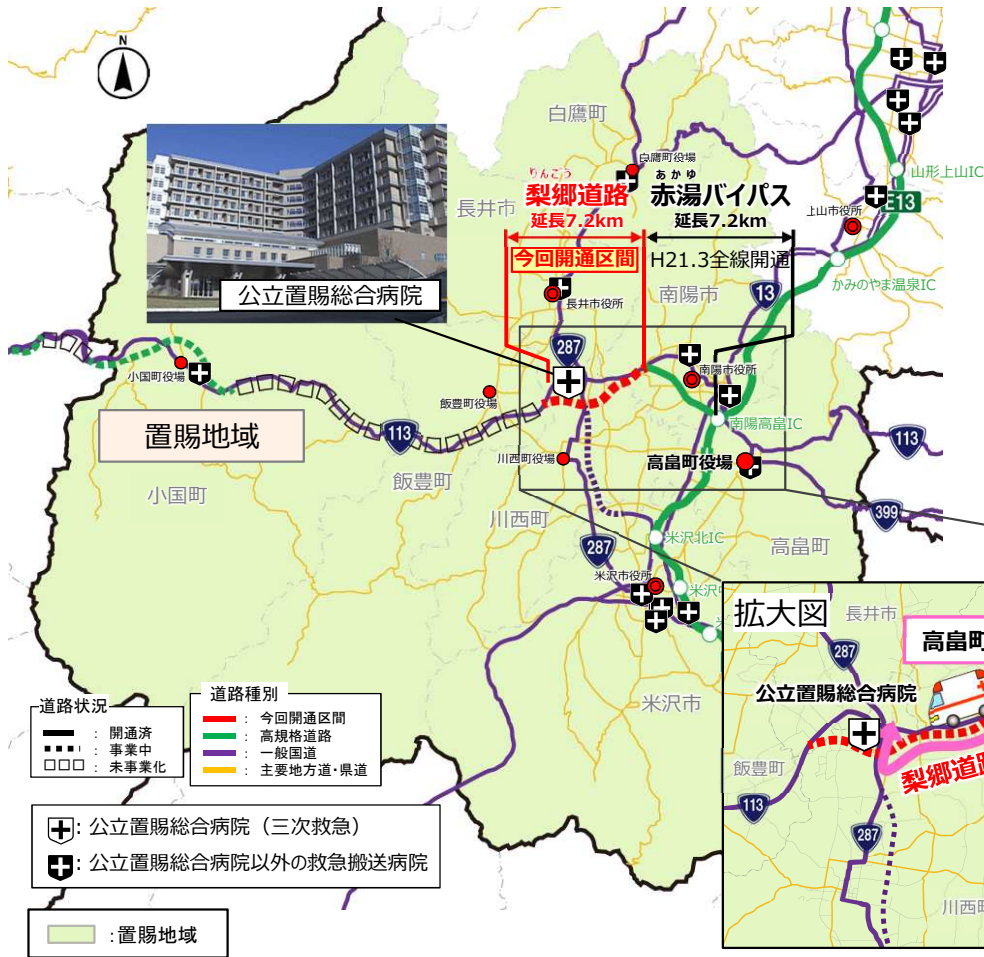 N
白鷹町
白鷹町役場
りんごう
梨郷道路
延長7.2km
今回開通区間
あかゆ
赤湯バイパス
延長7.2km
H21.3全線開通
山形上山IC
E13
上山市役所
かみのやま温泉IC
長井市
公立置賜総合病院
長井市役所
南陽市
13
287
南陽市役所
小国町役場
飯豊町役場
南陽高畠IC
置賜地域
113
113
川西町役場
高畠町役場
小国町
飯豊町
399
川西町
高畠町
米沢北IC
287
米沢市役所
米沢
米沢市
拡大図
長井市
287
高畠町
公立置賜総合病院
飯豊町
梨郷道路
113
287
川西町
道路状況
: 開通済
: 事業中
: 未事業化
道路種別
: 今回開通区間
: 高規格道路
: 一般国道
: 主要地方道・県道
: 公立置賜総合病院（三次救急）
: 公立置賜総合病院以外の救急搬送病院
:置賜地域